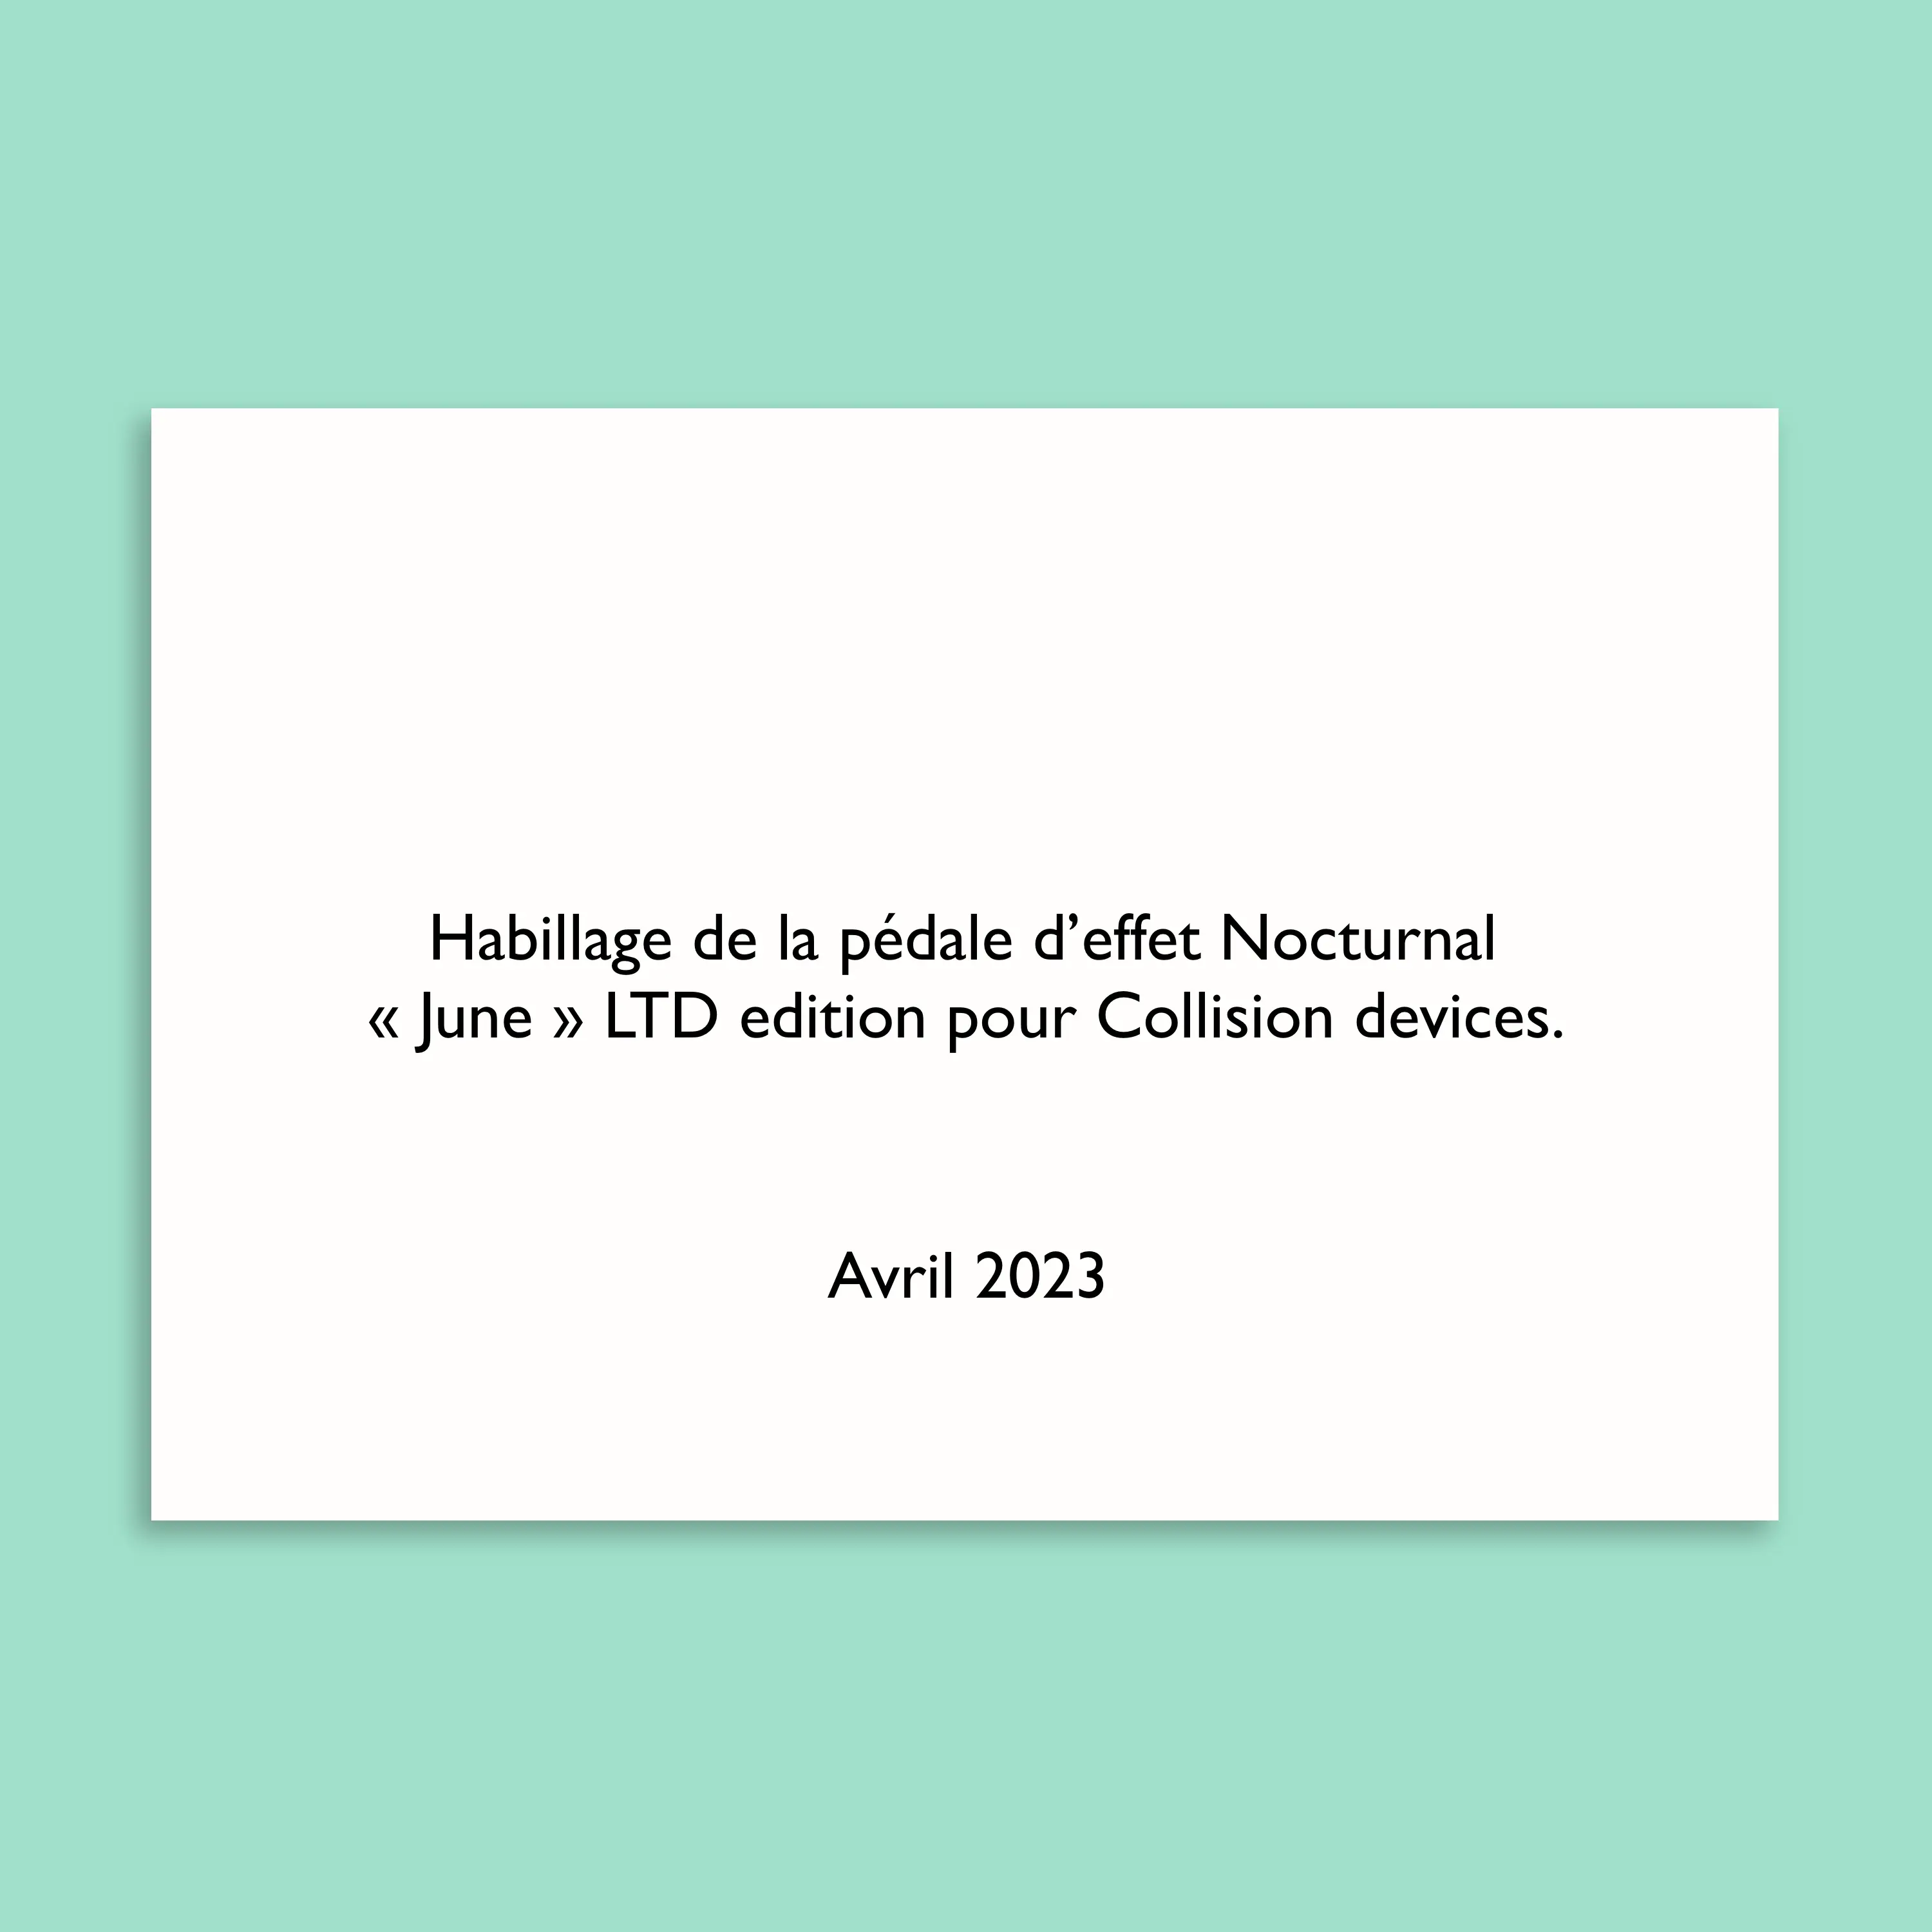 Habillage de la pédale d’effet Nocturnal
« June » LTD edition pour Collision devices.
Avril 2023